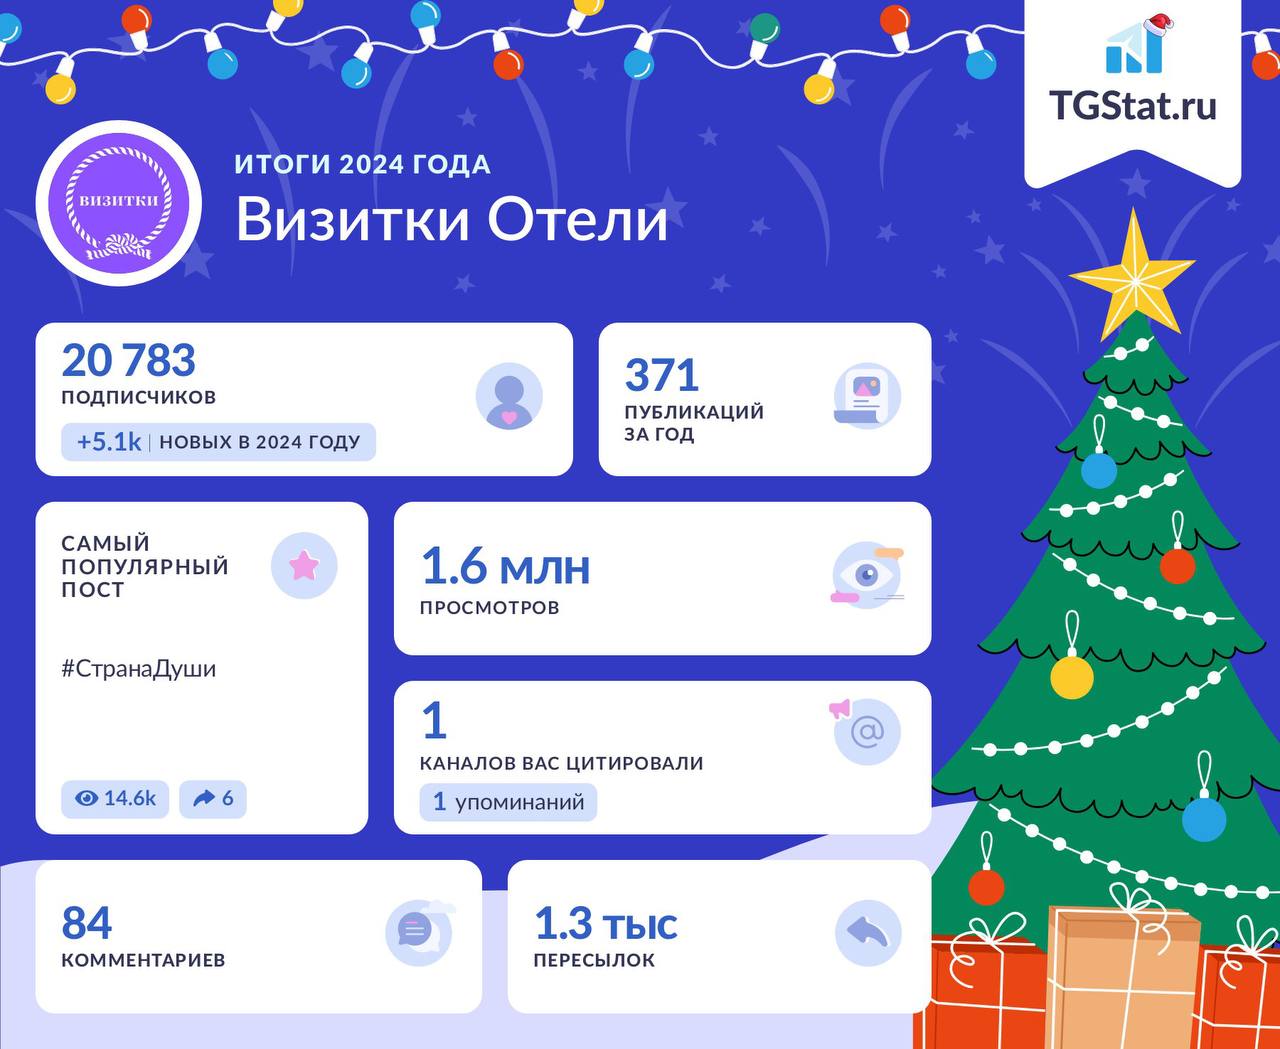 TGStat.ru
ВИЗИТКИ
ИТОГИ 2024 ГОДА
Визитки Отели
20 783
ПОДПИСЧИКОВ
+5.1k | НОВЫХ В 2024 ГОДУ
371
ПУБЛИКАЦИЙ
ЗА ГОД
САМЫЙ
ПОПУЛЯРНЫЙ
ПОСТ
#СтранаДуши
14.6k 6
1.6 млн
ПРОСМОТРОВ
1
КАНАЛОВ ВАС ЦИТИРОВАЛИ
1 упоминаний
84
КОММЕНТАРИЕВ
1.3 тыс
ПЕРЕСЫЛОК